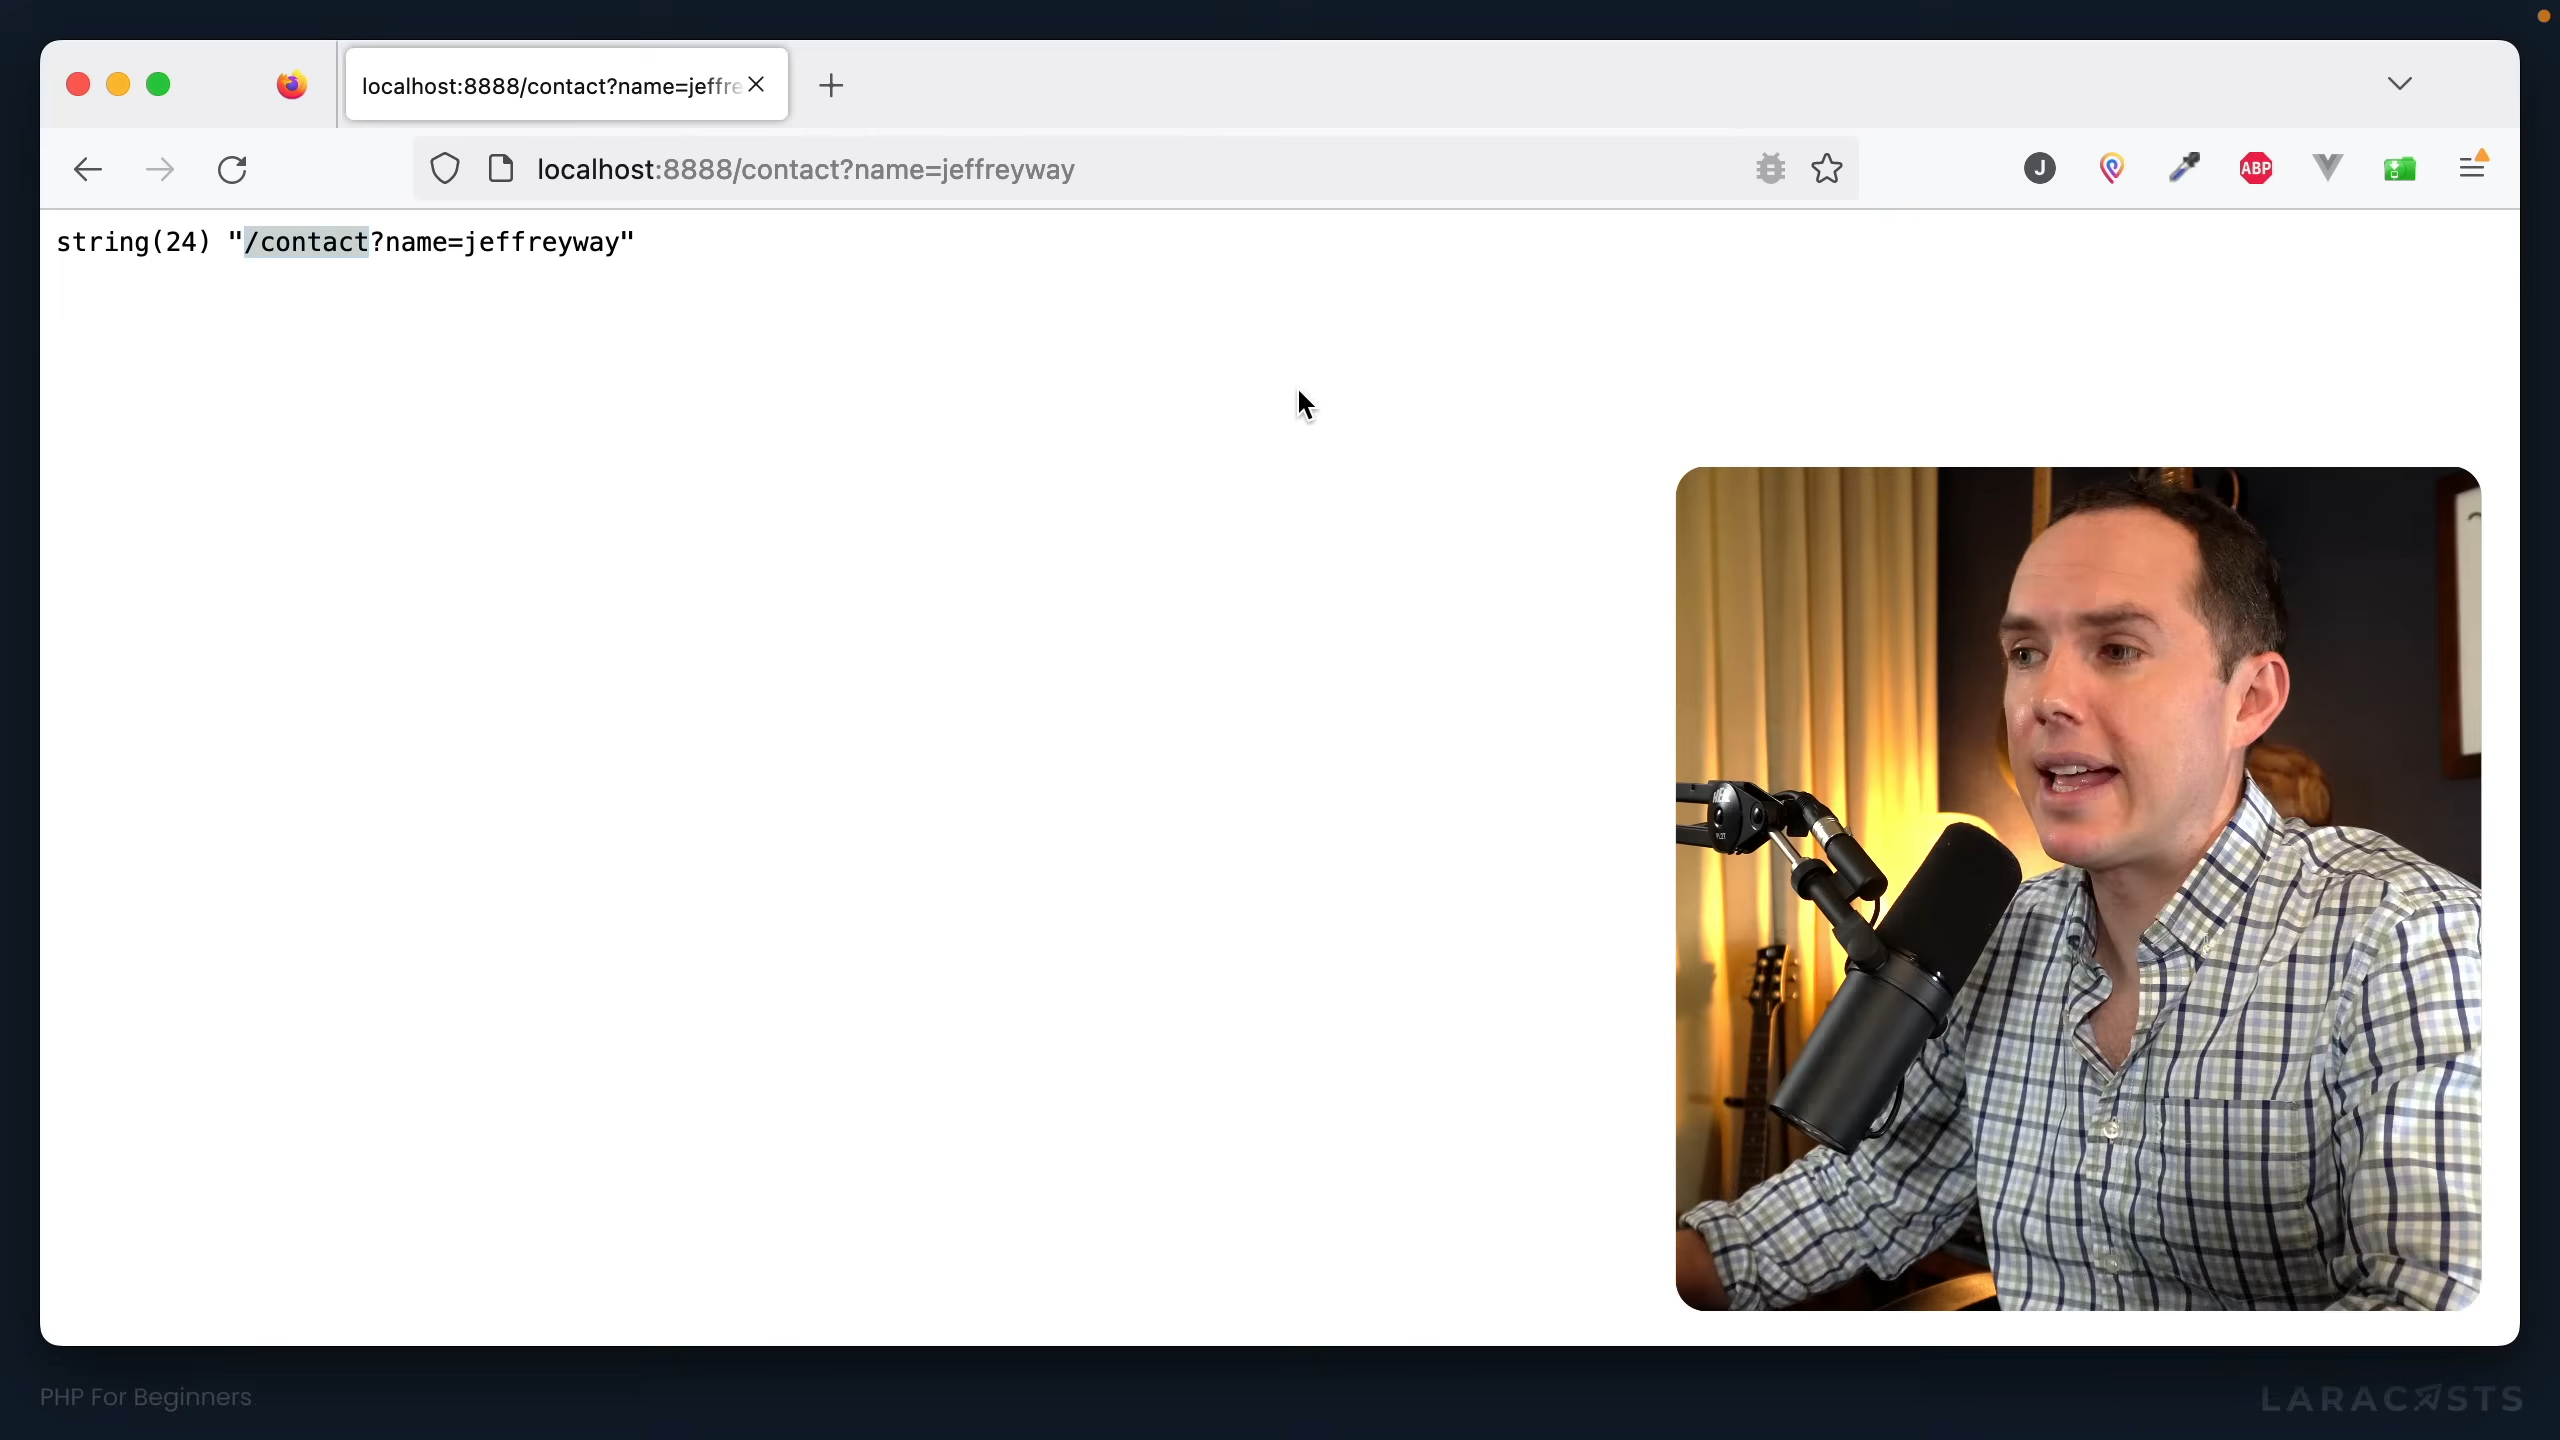 localhost:8888/contact?name=jeffre
localhost:8888/contact?name=jeffreyway
J
ABP
string(24) "/contact?name=jeffreyway"
PHP For Beginners
LARACASTS